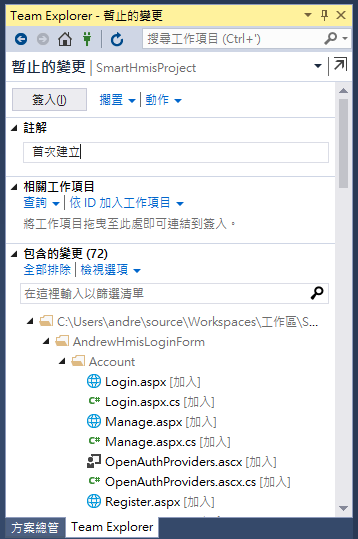 Team Explorer - 暫止的變更
搜尋工作項目 (Ctrl+')
暫止的變更 | SmartHmisProject
簽入(I) 擱置 | 動作
註解
首次建立
相關工作項目
查詢 | 依 ID 加入工作項目 |
將工作項目拖曳至此處即可連結到簽入。
包含的變更 (72)
全部排除 | 檢視選項
在這裡輸入以篩選清單
C:\Users\andre\source\Workspaces\工作區\S...
AndrewHmisLoginForm
Account
Login.aspx [加入]
C# Login.aspx.cs [加入]
Manage.aspx [加入]
C# Manage.aspx.cs [加入]
OpenAuthProviders.ascx [加入]
C# OpenAuthProviders.ascx.cs [加入]
Register.aspx [加入]
方案總管 Team Explorer